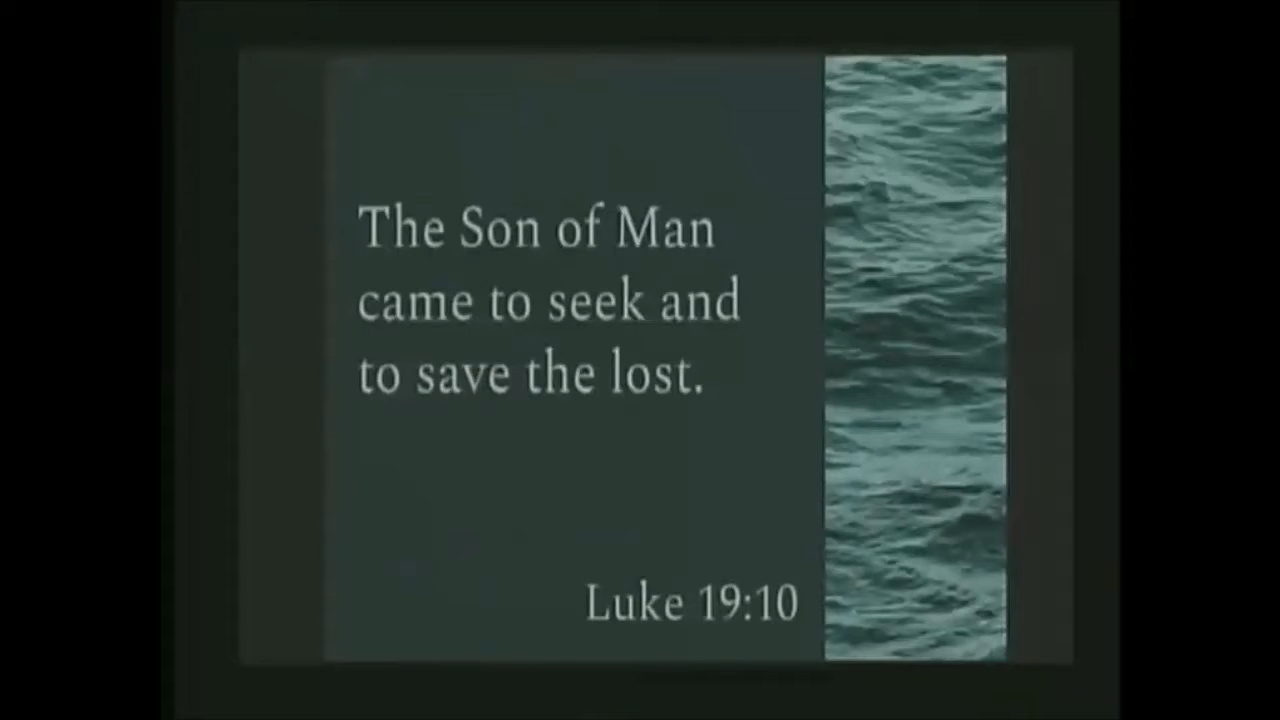 The Son of Man
came to seek and
to save the lost.
Luke 19:10